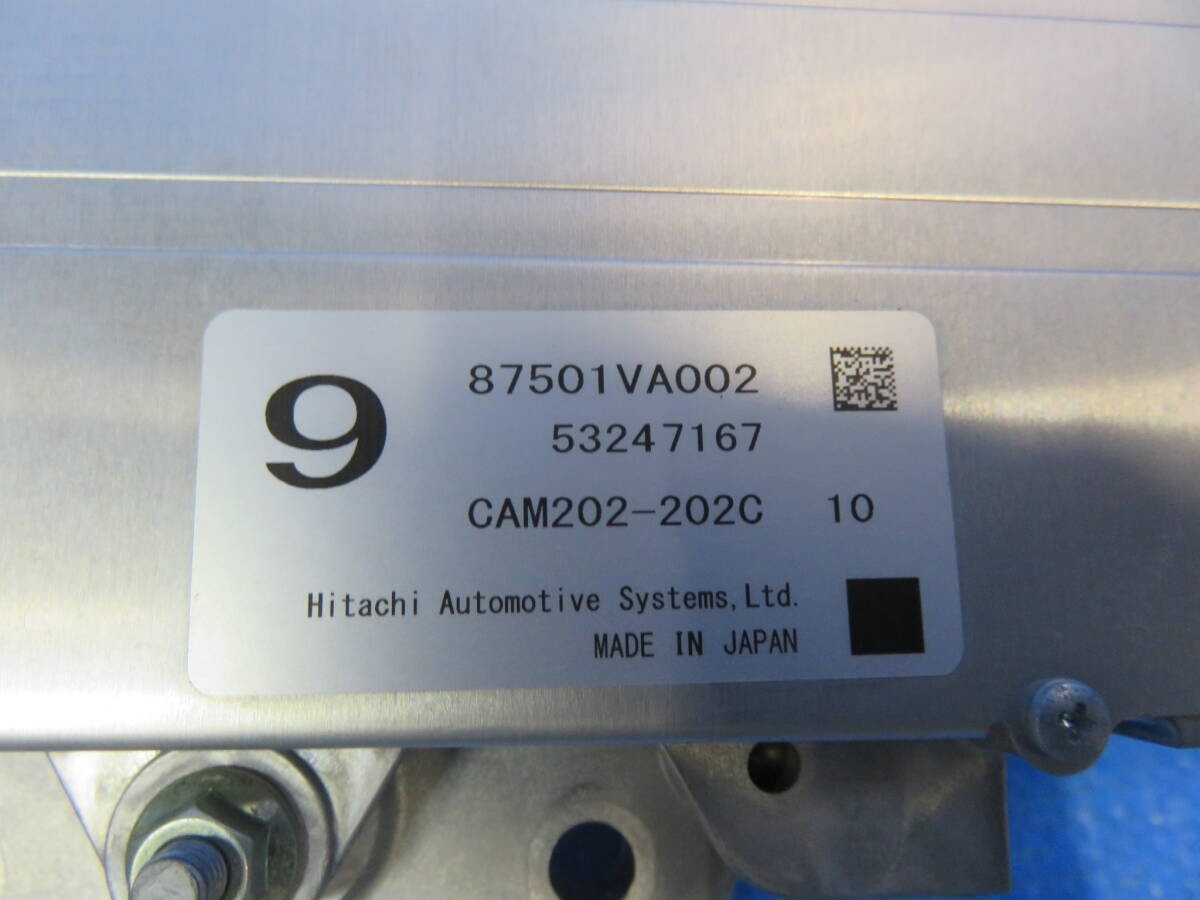 9
87501VA002
53247167
CAM202-202C 10
Hitachi Automotive Systems,Ltd.
MADE IN JAPAN